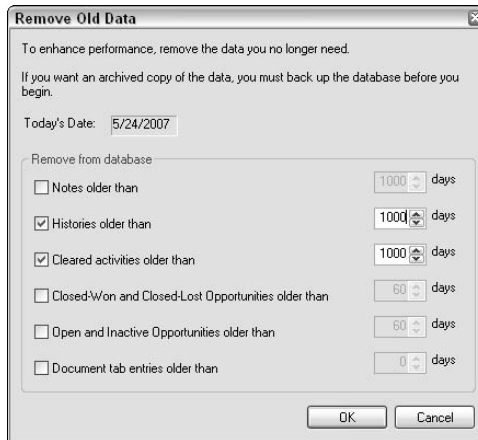 Remove Old Data
To enhance performance, remove the data you no longer need.
If you want an archived copy of the data, you must back up the database before you
begin.
Today's Date: 5/24/2007
Remove from database
Notes older than 1000 days
Histories older than 1000 days
Cleared activities older than 1000 days
Closed-Won and Closed-Lost Opportunities older than 60 days
Open and Inactive Opportunities older than 60 days
Document tab entries older than 0 days
OK Cancel